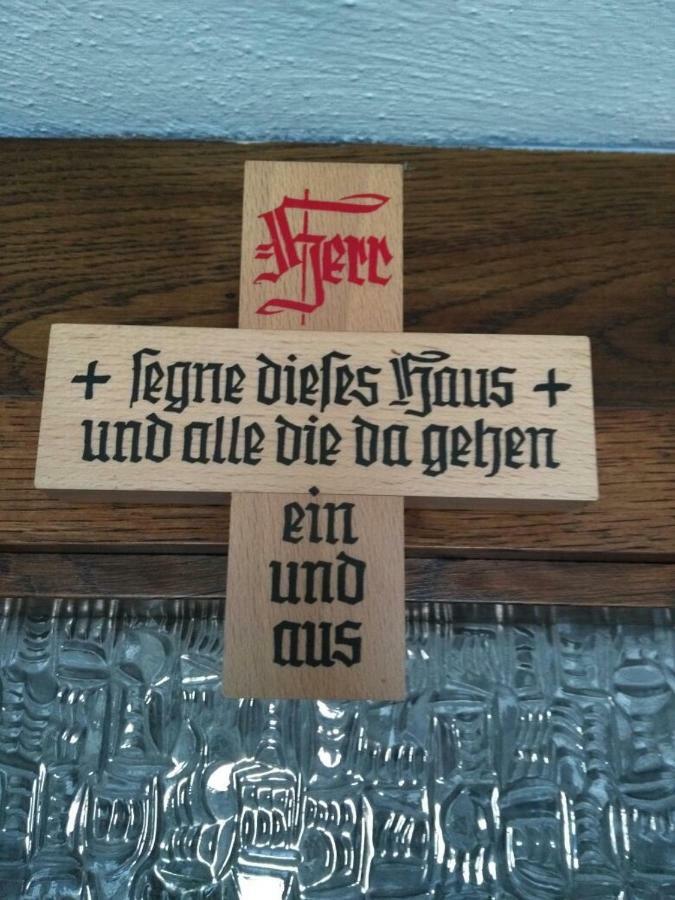 Herr
+ segne dieses Haus +
und alle die da gehen
ein
und
aus